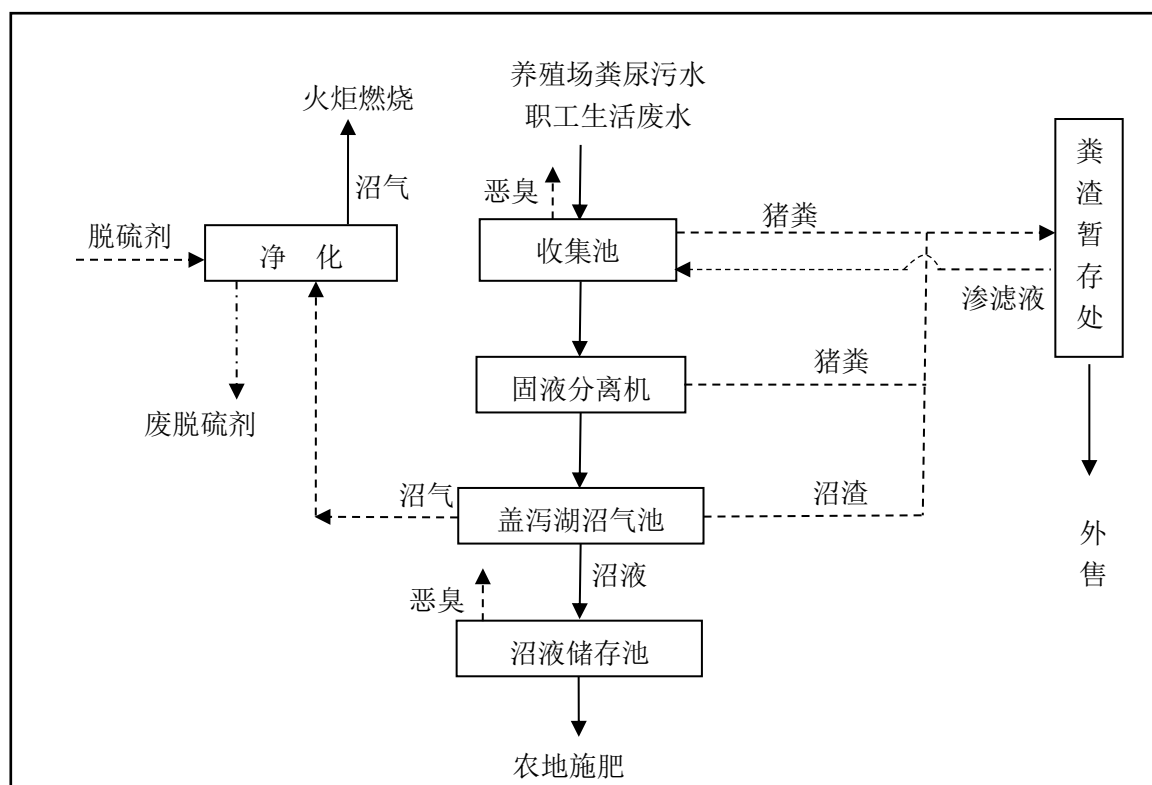 养殖场粪尿污水
职工生活废水
火炬燃烧
沼气
恶臭
脱硫剂
净 化
收集池
猪粪
渗滤液
粪渣暂存处
废脱硫剂
固液分离机
猪粪
沼气
盖泻湖沼气池
沼渣
沼液
恶臭
外售
沼液储存池
农地施肥